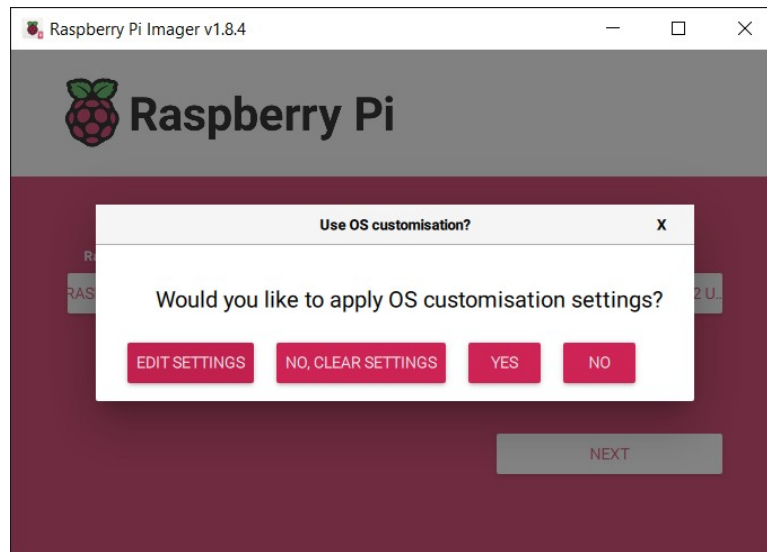 Raspberry Pi Imager v1.8.4
Raspberry Pi
Use OS customisation? X
Would you like to apply OS customisation settings?
EDIT SETTINGS NO, CLEAR SETTINGS YES NO
NEXT